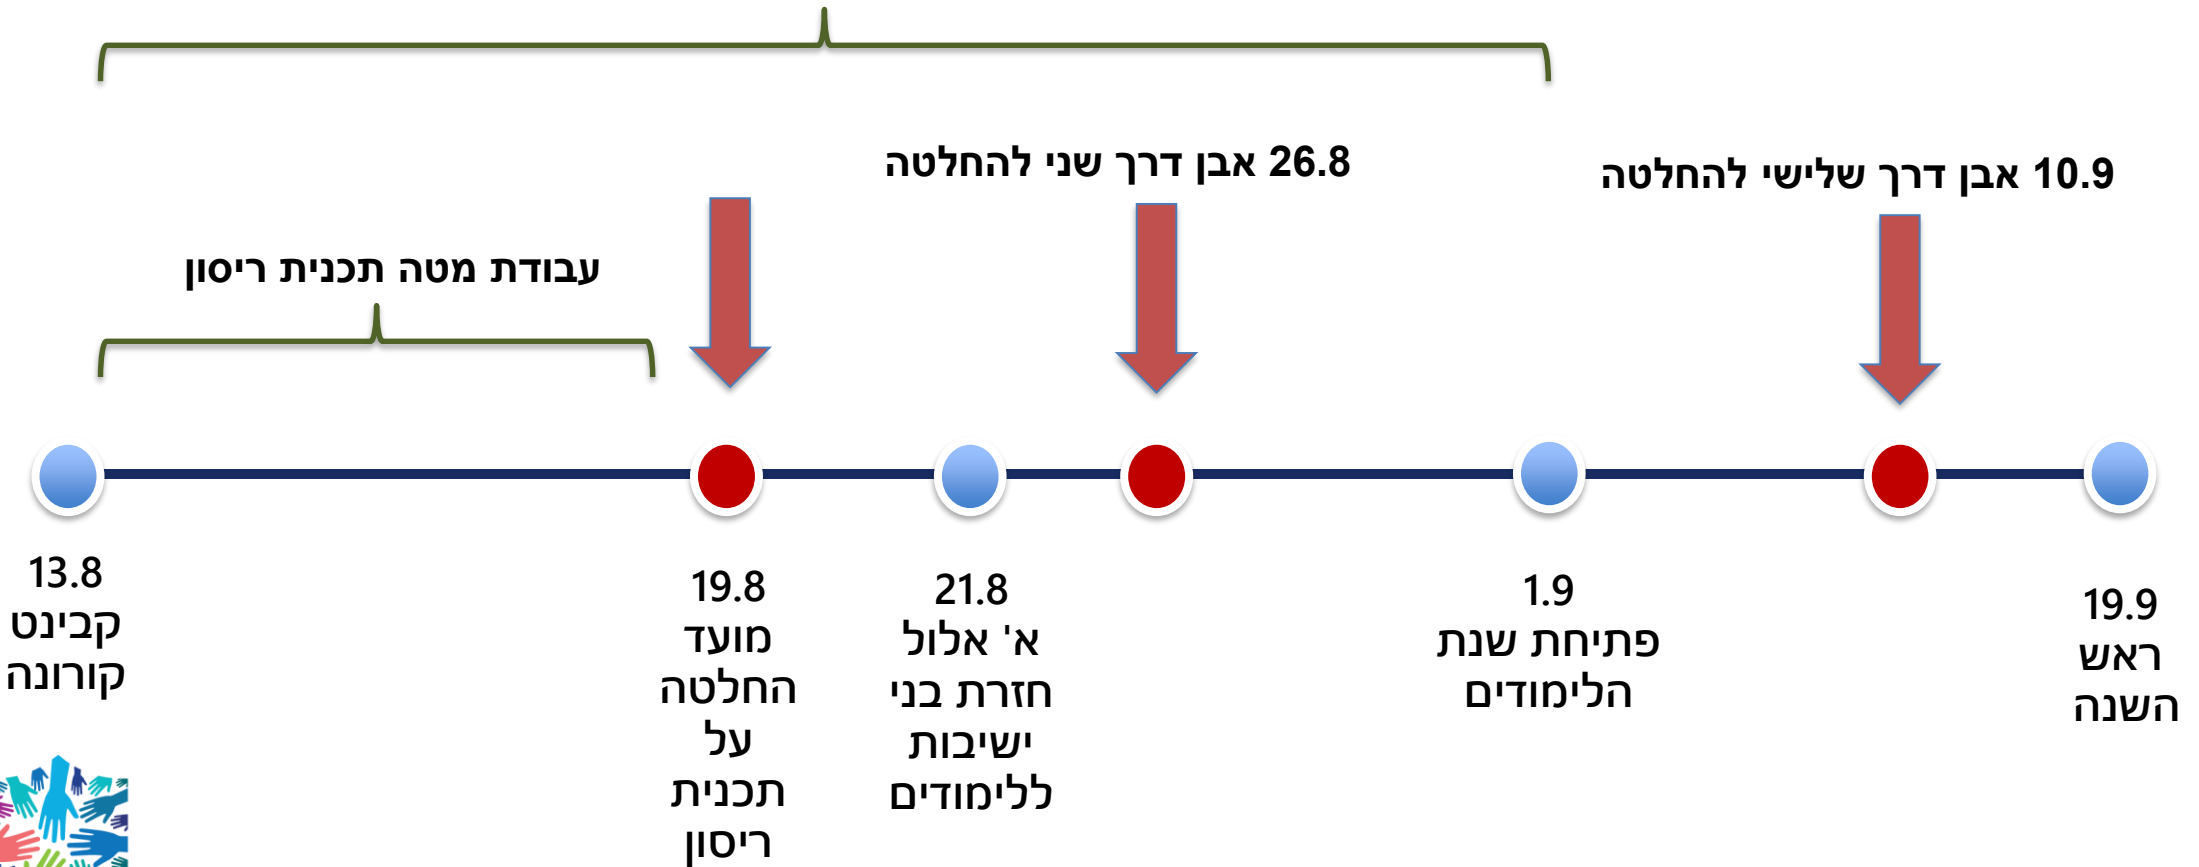 26.8 אבן דרך שני להחלטה
10.9 אבן דרך שלישי להחלטה
עבודת מטה תכנית ריסון
13.8
קבינט
קורונה
19.8
מועד
החלטה
על
תכנית
ריסון
21.8
א' אלול
חזרת בני
ישיבות
ללימודים
1.9
פתיחת שנת
הלימודים
19.9
ראש
השנה